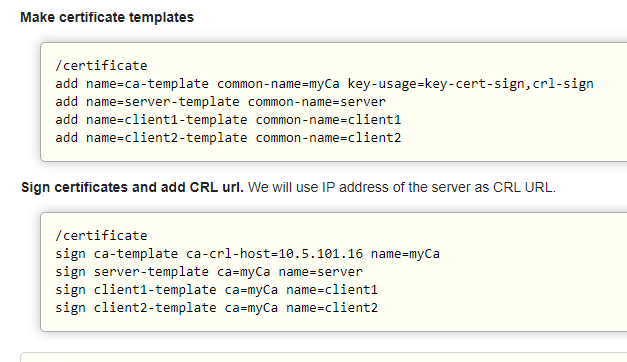 Make certificate templates
/certificate
add name=ca-template common-name=myCa key-usage=key-cert-sign,crl-sign
add name=server-template common-name=server
add name=client1-template common-name=client1
add name=client2-template common-name=client2
Sign certificates and add CRL url. We will use IP address of the server as CRL URL.
/certificate
sign ca-template ca-crl-host=10.5.101.16 name=myCa
sign server-template ca=myCa name=server
sign client1-template ca=myCa name=client1
sign client2-template ca=myCa name=client2